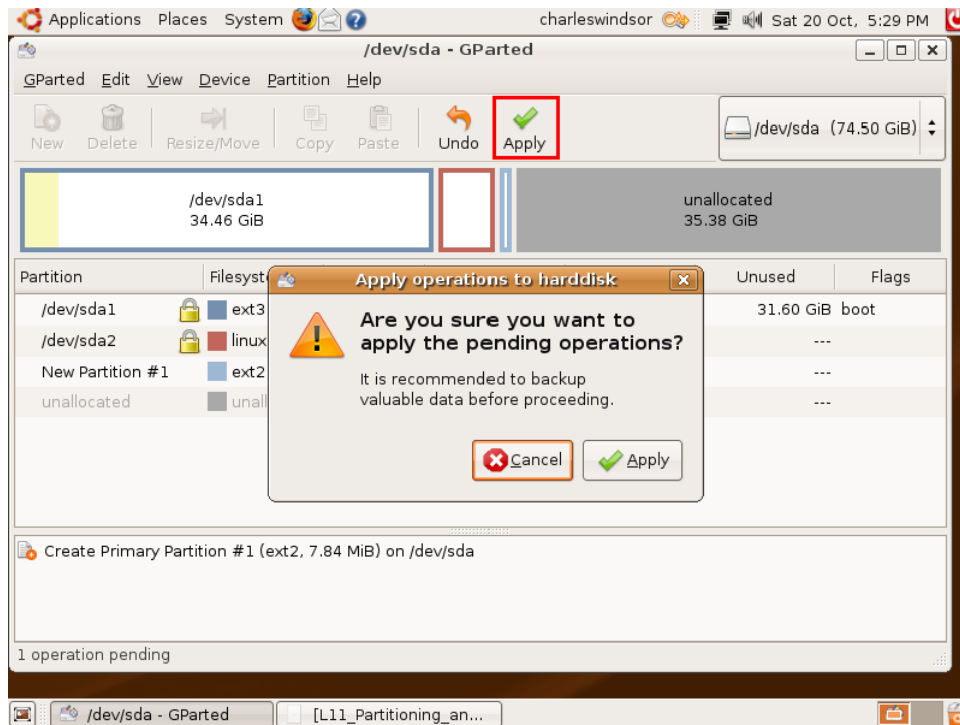 Applications Places System charleswindsor Sat 20 Oct, 5:29 PM
/dev/sda - GParted
GParted Edit View Device Partition Help
New Delete Resize/Move Copy Paste Undo Apply /dev/sda (74.50 GiB)
/dev/sda1
34.46 GiB
unallocated
35.38 GiB
Partition Filesyst Unused Flags
/dev/sda1 ext3 31.60 GiB boot
/dev/sda2 linux ---
New Partition #1 ext2 ---
unallocated unall ---
Apply operations to harddisk
Are you sure you want to
apply the pending operations?
It is recommended to backup
valuable data before proceeding.
Cancel Apply
Create Primary Partition #1 (ext2, 7.84 MiB) on /dev/sda
1 operation pending
/dev/sda - GParted [L11_Partitioning_an...